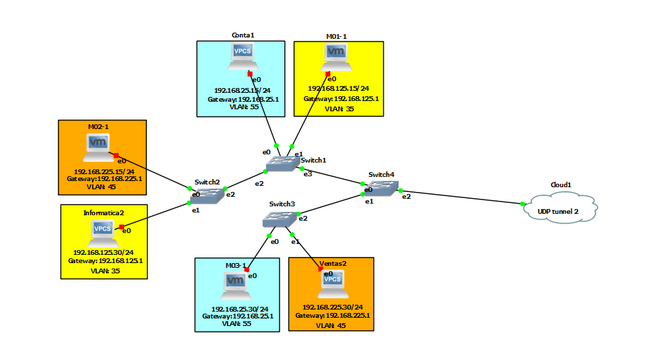 Conta1
VPCS
e0
192.168.25.15/24
Gateway:192.168.25.1
VLAN: 55
M01-1
vm
e0
192.168.125.15/24
Gateway:192.168.125.1
VLAN: 35
M02-1
vm
e0
192.168.225.15/24
Gateway:192.168.225.1
VLAN: 45
e0
e1
Switch1
e3
e2
Switch2
e0
e2
e1
Switch4
e0
e1
e2
Cloud1
UDP tunnel 2
Informatica2
VPCS
e0
192.168.125.30/24
Gateway:192.168.125.1
VLAN: 35
Switch3
e2
e0
e1
M03-1
vm
e0
192.168.25.30/24
Gateway:192.168.25.1
VLAN: 55
Ventas2
e0
VPCS
192.168.225.30/24
Gateway:192.168.225.1
VLAN: 45